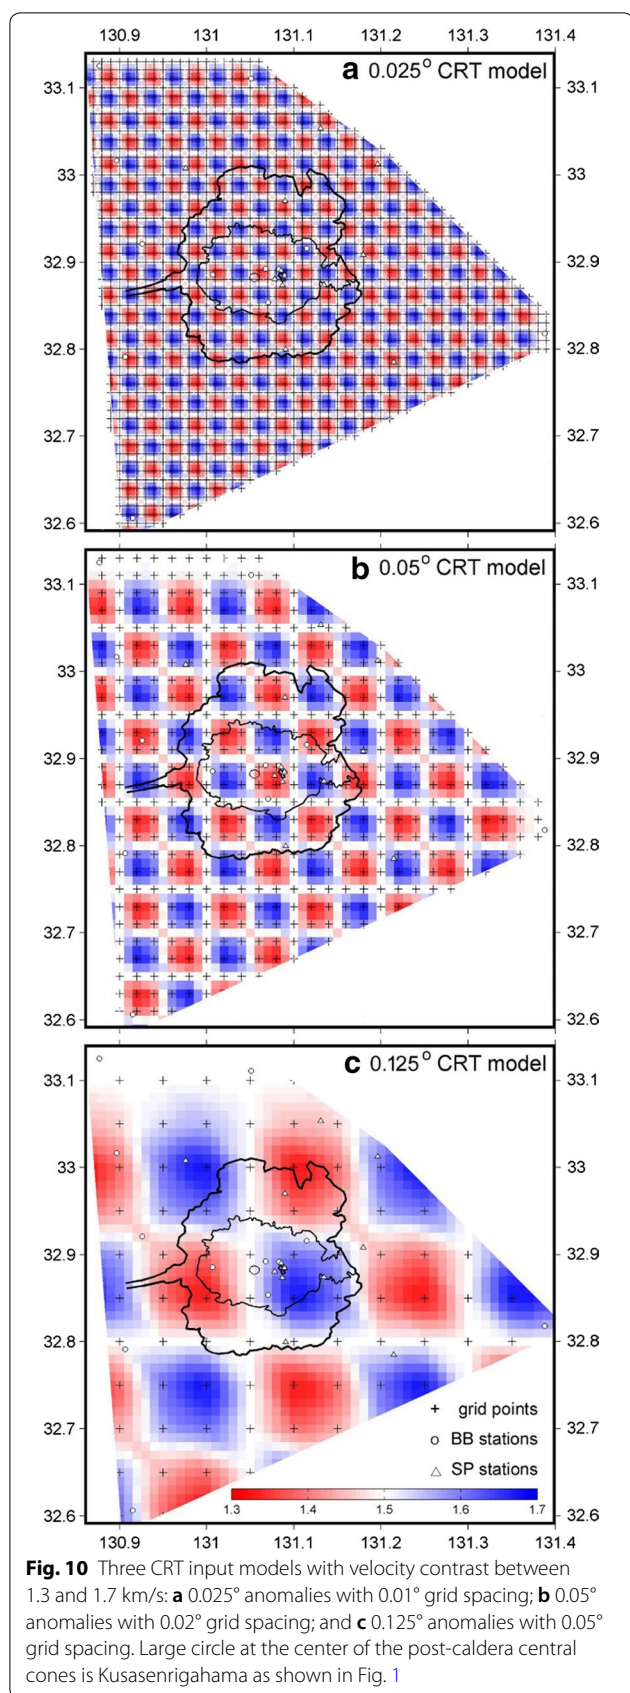 130.9 131 131.1 131.2 131.3 131.4
a 0.025° CRT model
33.1 33.1
33 33
32.9 32.9
32.8 32.8
32.7 32.7
32.6 32.6
b 0.05° CRT model
33.1 33.1
33 33
32.9 32.9
32.8 32.8
32.7 32.7
32.6 32.6
c 0.125° CRT model
33.1 33.1
33 33
32.9 32.9
32.8 32.8
32.7 32.7
32.6 32.6
+ grid points
BB stations
SP stations
1.3 1.4 1.5 1.6 1.7
130.9 131 131.1 131.2 131.3 131.4
Fig. 10 Three CRT input models with velocity contrast between
1.3 and 1.7 km/s: a 0.025° anomalies with 0.01° grid spacing; b 0.05°
anomalies with 0.02° grid spacing; and c 0.125° anomalies with 0.05°
grid spacing. Large circle at the center of the post-caldera central
cones is Kusasenrigahama as shown in Fig. 1